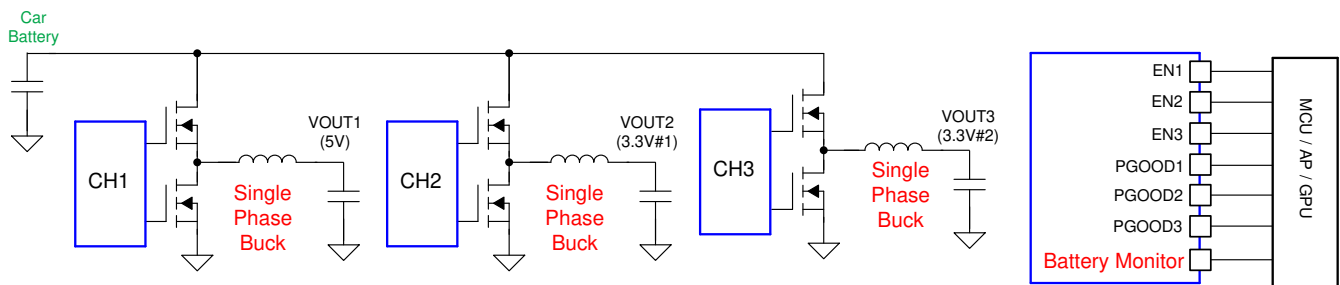 Car
Battery
CH1
VOUT1
(5V)
Single
Phase
Buck
CH2
VOUT2
(3.3V#1)
Single
Phase
Buck
CH3
VOUT3
(3.3V#2)
Single
Phase
Buck
EN1
EN2
EN3
PGOOD1
PGOOD2
PGOOD3
Battery Monitor
MCU / AP / GPU